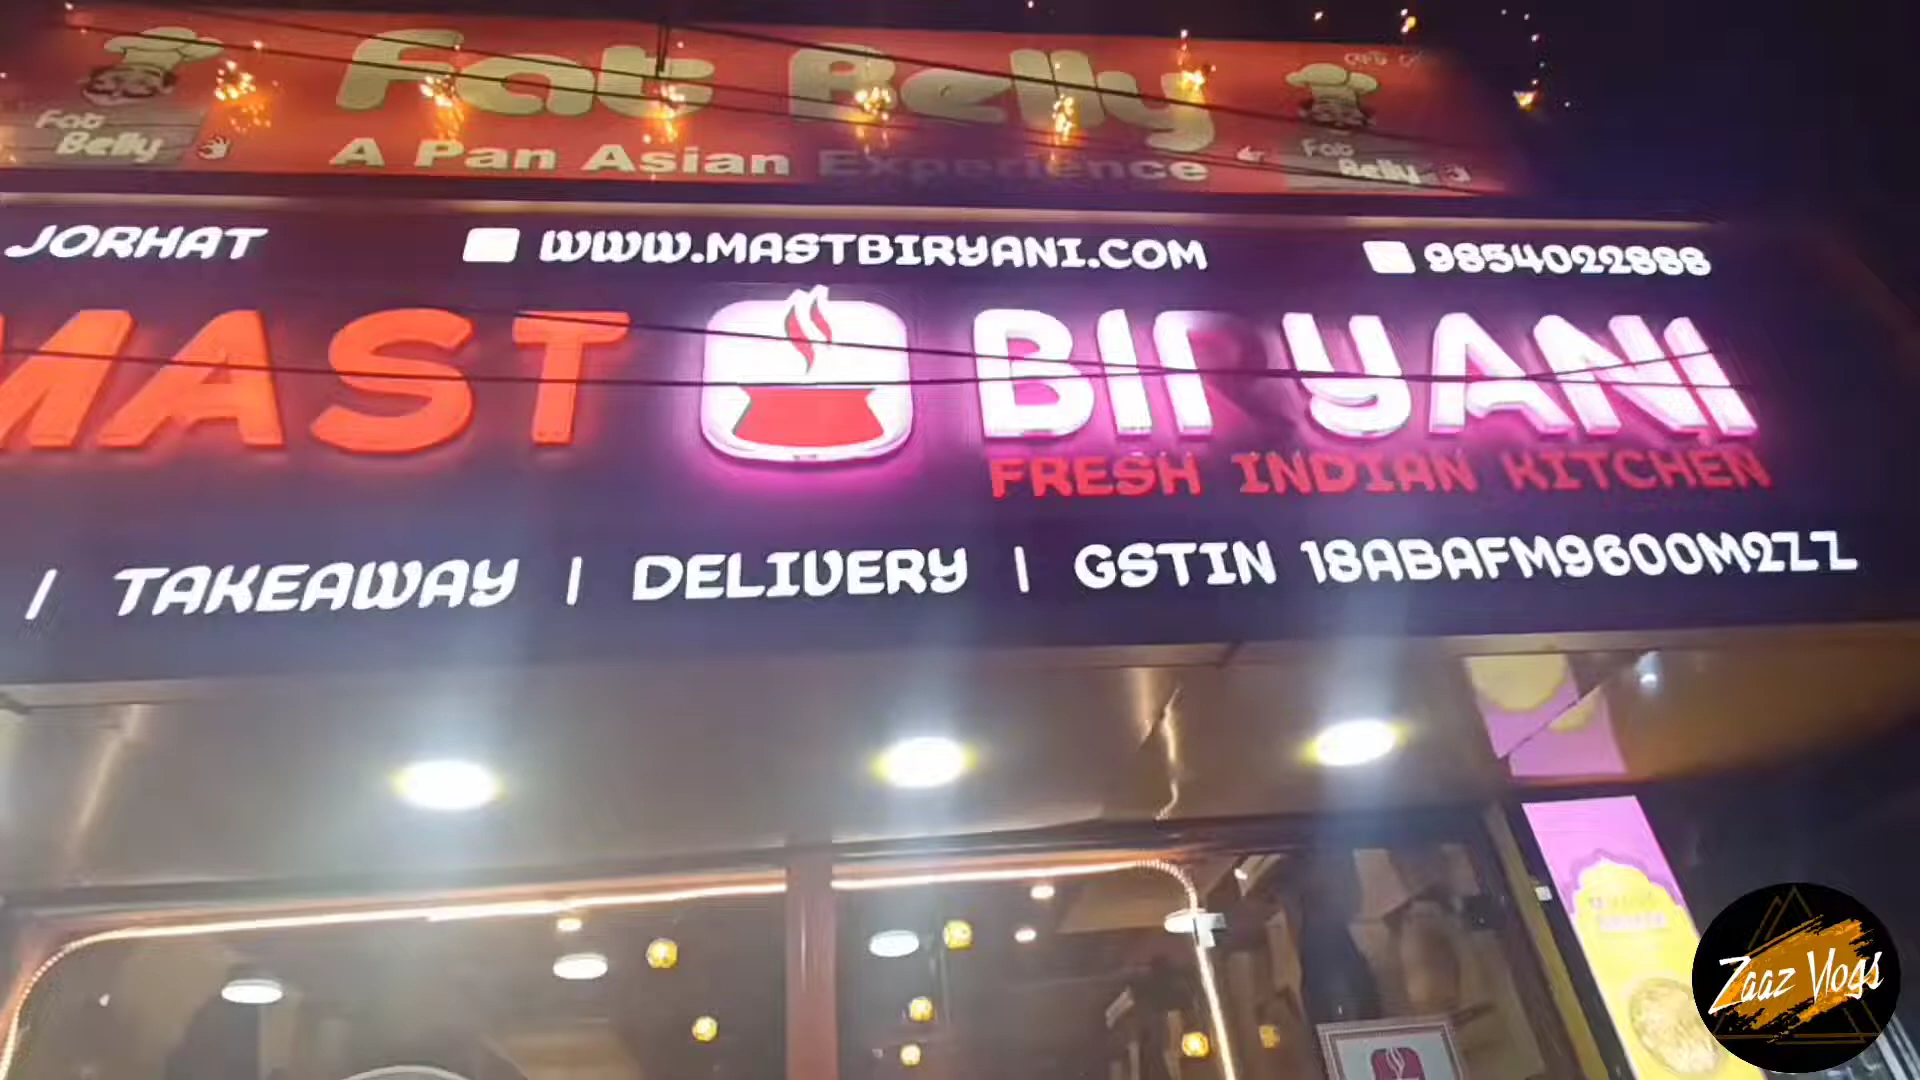 Fat Belly
A Pan Asian Experience
Fat
Belly
Fat
Belly
JORHAT
WWW.MASTBIRYANI.COM
9854022888
MAST BIRYANI
FRESH INDIAN KITCHEN
/ TAKEAWAY | DELIVERY | GSTIN 18ABAFM9600M2ZZ
Zaaz Vlogs